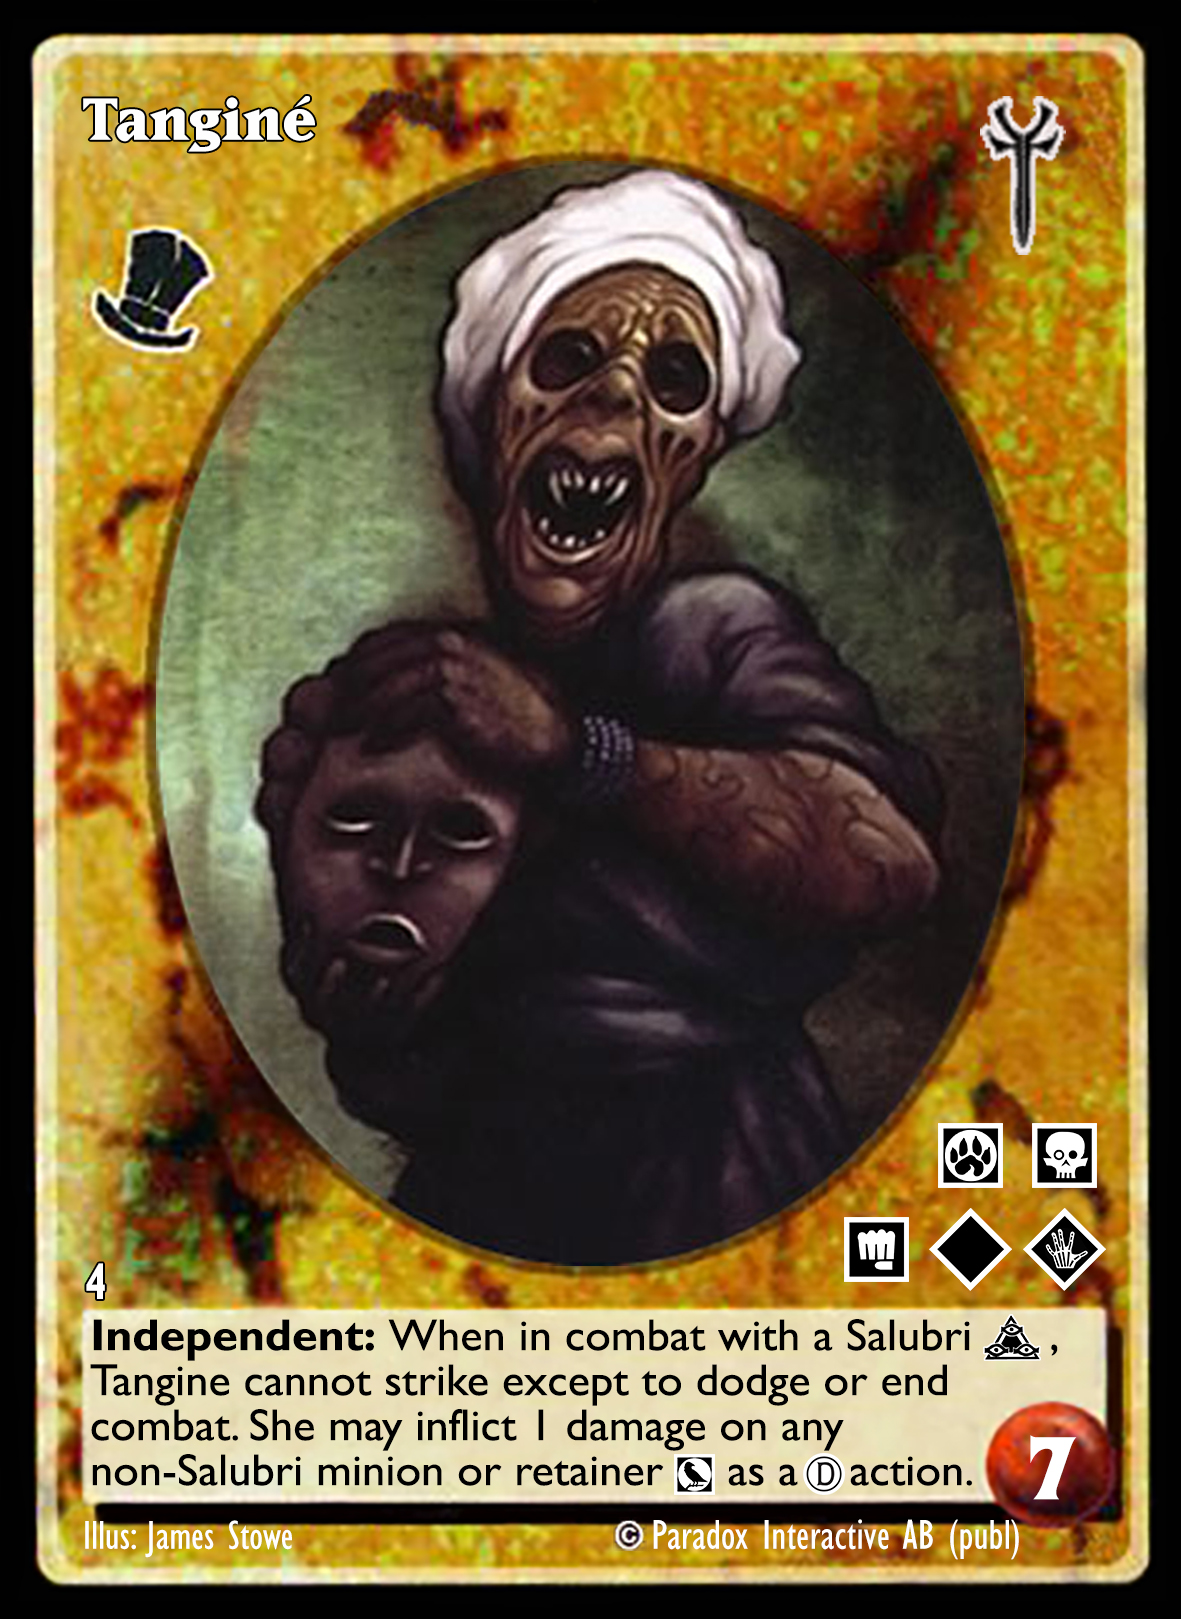 Tanginé
4
Independent: When in combat with a Salubri ,
Tangine cannot strike except to dodge or end
combat. She may inflict 1 damage on any
non-Salubri minion or retainer as a D action.
7
Illus: James Stowe
© Paradox Interactive AB (publ)